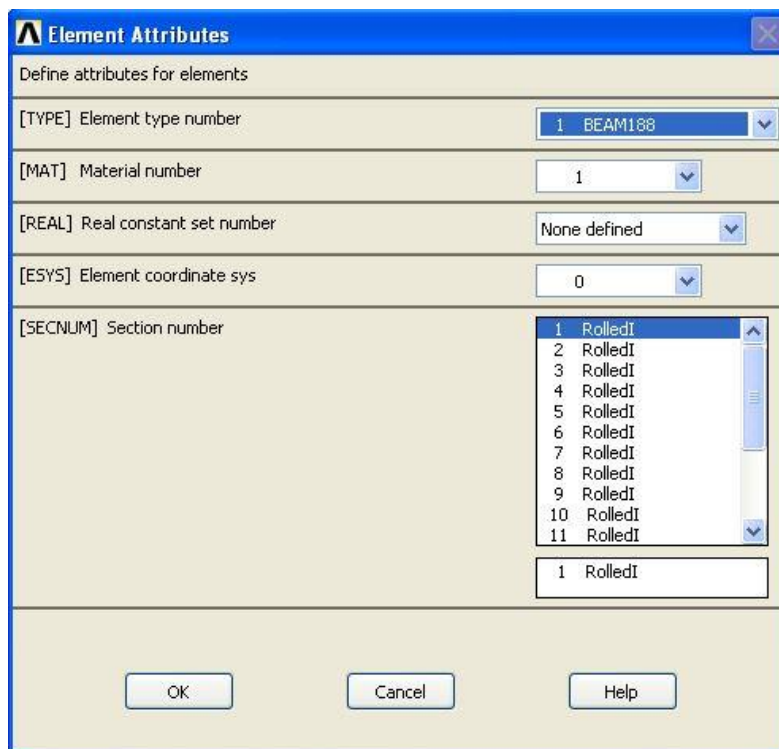 Element Attributes
Define attributes for elements
[TYPE] Element type number
1 BEAM188
[MAT] Material number
1
[REAL] Real constant set number
None defined
[ESYS] Element coordinate sys
0
[SECNUM] Section number
1 RolledI
2 RolledI
3 RolledI
4 RolledI
5 RolledI
6 RolledI
7 RolledI
8 RolledI
9 RolledI
10 RolledI
11 RolledI
1 RolledI
OK Cancel Help